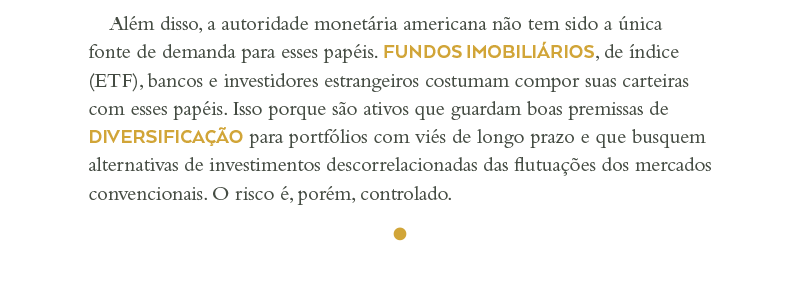 Além disso, a autoridade monetária americana não tem sido a única
fonte de demanda para esses papéis. FUNDOS IMOBILIÁRIOS, de índice
(ETF), bancos e investidores estrangeiros costumam compor suas carteiras
com esses papéis. Isso porque são ativos que guardam boas premissas de
DIVERSIFICAÇÃO para portfólios com viés de longo prazo e que busquem
alternativas de investimentos descorrelacionadas das flutuações dos mercados
convencionais. O risco é, porém, controlado.